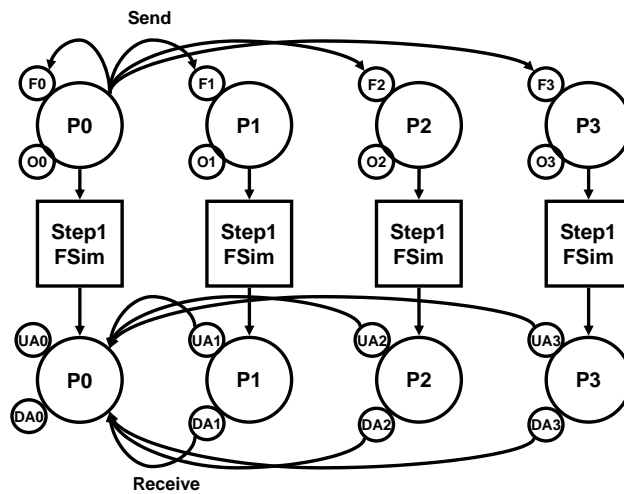 Send
F0
F1
F2
F3
P0
P1
P2
P3
O0
O1
O2
O3
Step1
FSim
Step1
FSim
Step1
FSim
Step1
FSim
UA0
UA1
UA2
UA3
P0
P1
P2
P3
DA0
DA1
DA2
DA3
Receive